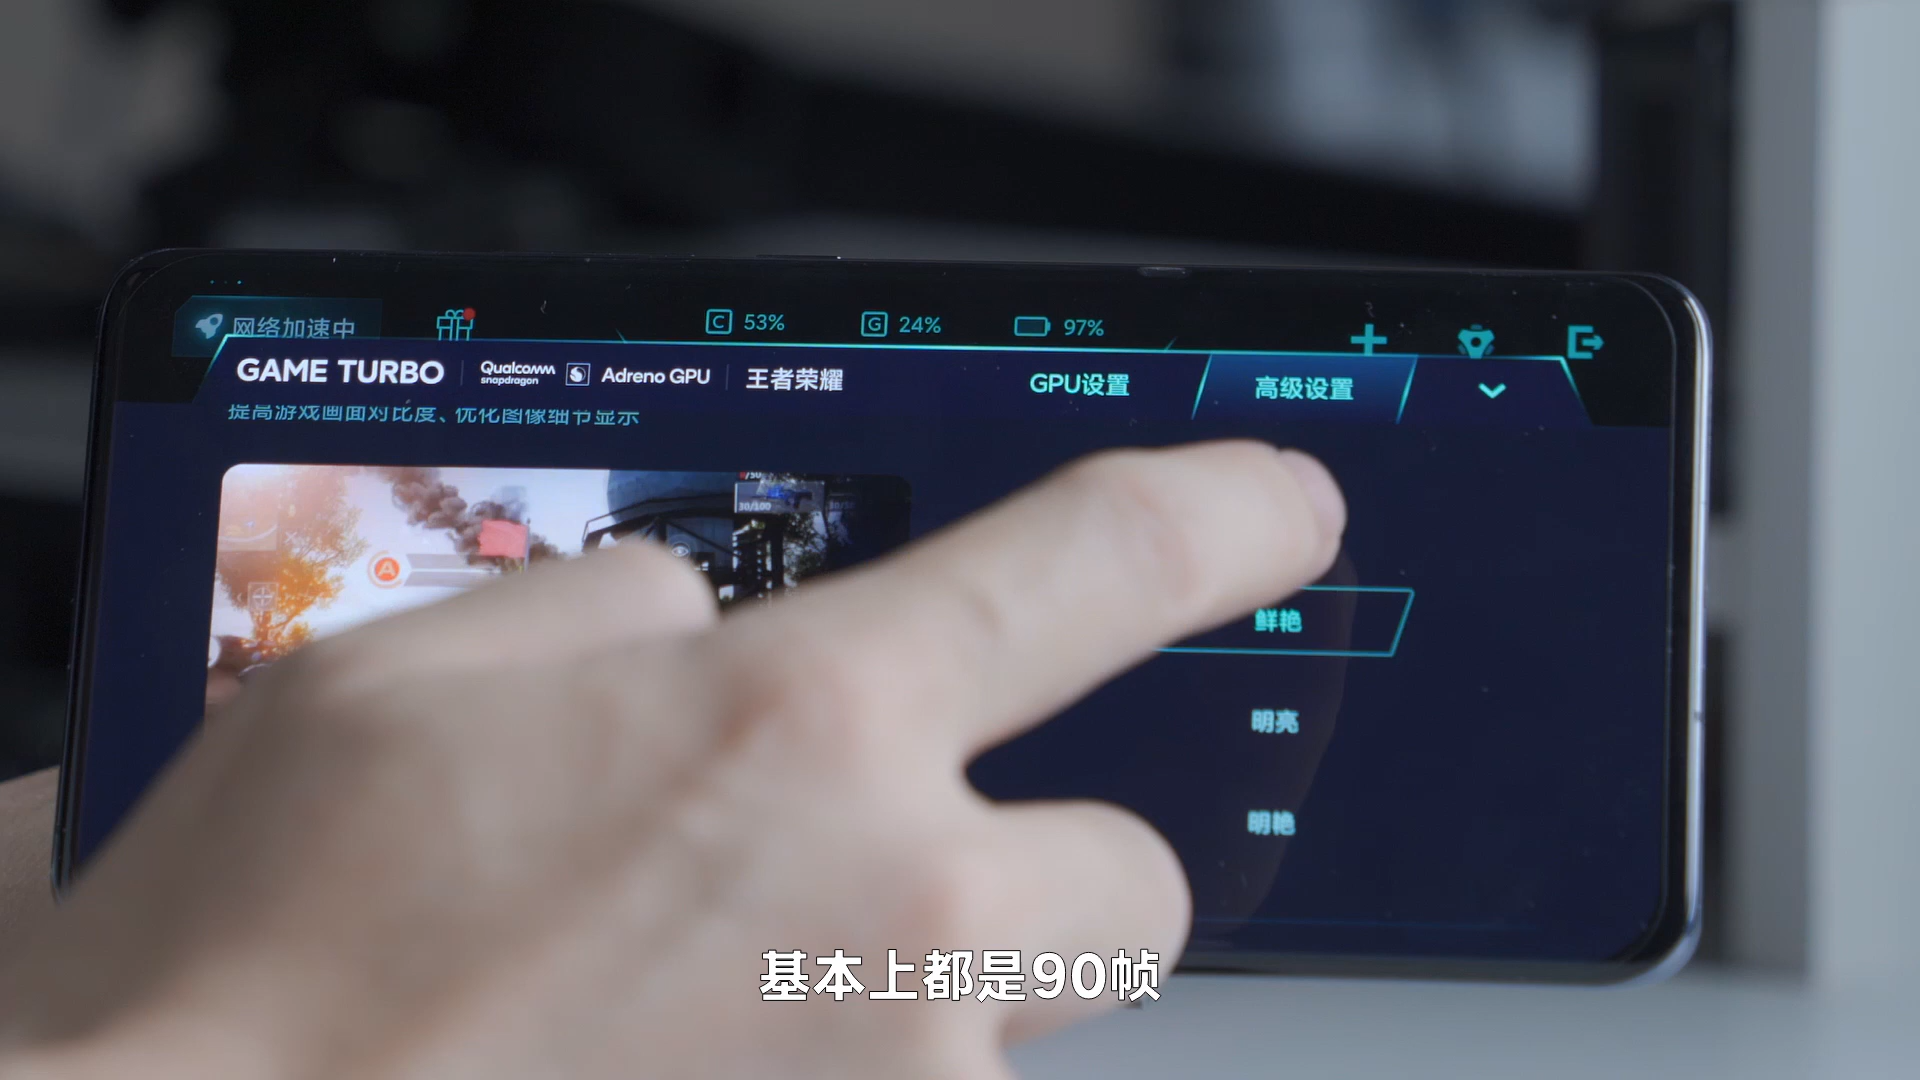 网络加速中
C 53%
G 24%
97%
GAME TURBO
Qualcomm
snapdragon
Adreno GPU
王者荣耀
GPU设置
高级设置
提高游戏画面对比度、优化图像细节显示
30/100
A
鲜艳
明亮
明艳
基本上都是90帧